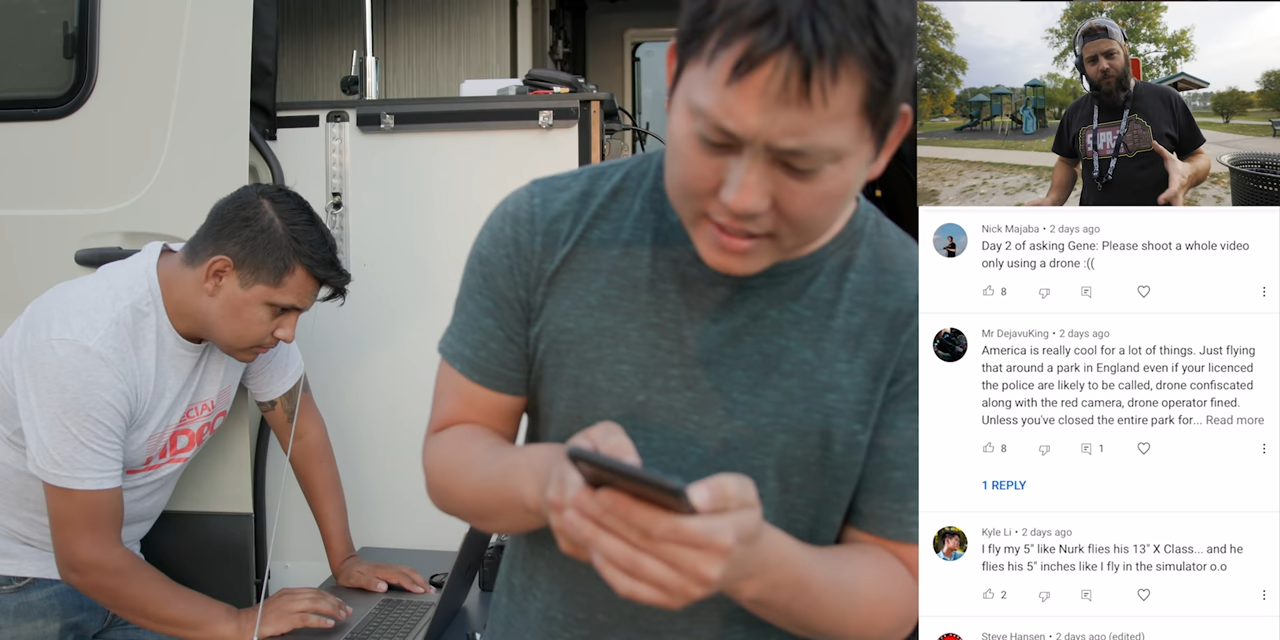 ECIAL
VIDEO
Nick Majaba • 2 days ago
Day 2 of asking Gene: Please shoot a whole video
only using a drone :((
8
Mr DejavuKing • 2 days ago
America is really cool for a lot of things. Just flying
that around a park in England even if your licenced
the police are likely to be called, drone confiscated
along with the red camera, drone operator fined.
Unless you've closed the entire park for... Read more
8
1
1 REPLY
Kyle Li • 2 days ago
I fly my 5" like Nurk flies his 13" X Class... and he
flies his 5" inches like I fly in the simulator o.o
2
Steve Hansen • 2 days ago (edited)